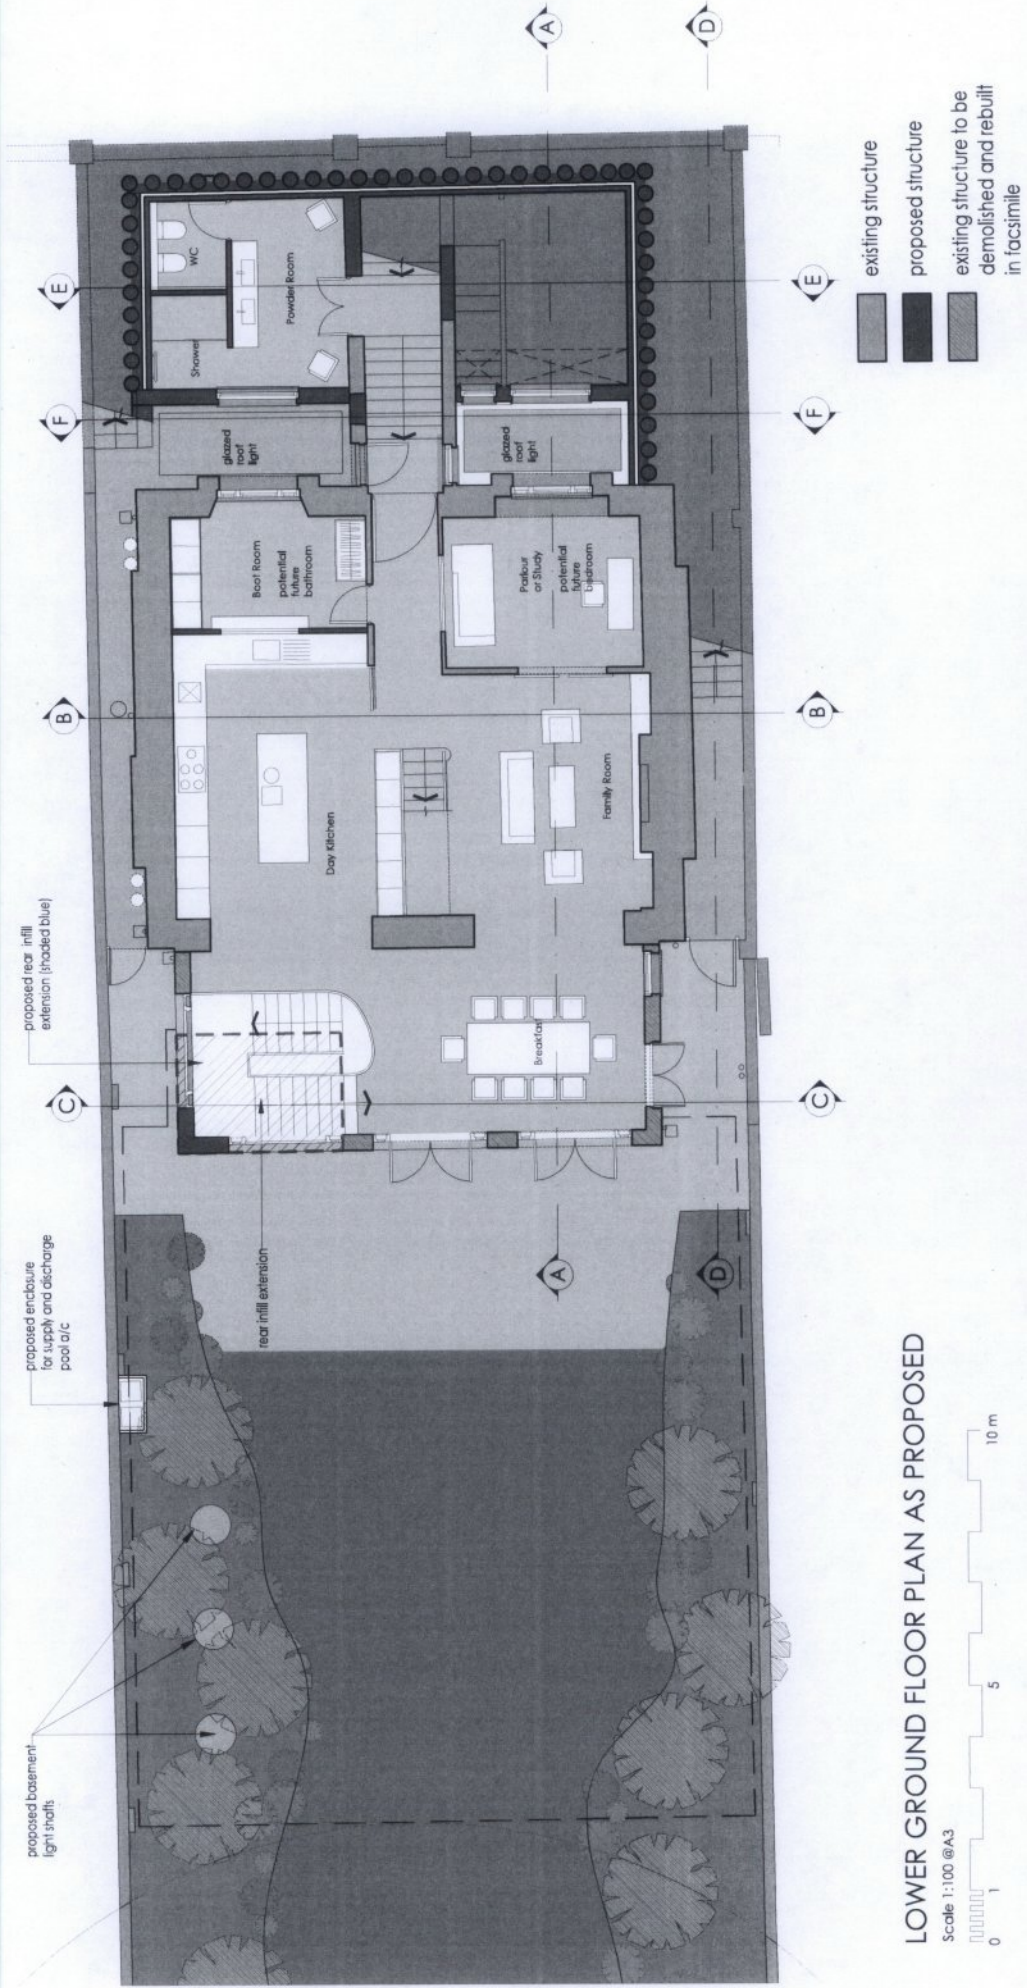 proposed basement
light shafts
proposed enclosure
for supply and discharge
pool a/c
proposed rear infill
extension (shaded blue)
rear infill extension
C
B
F
E
Day Kitchen
Boot Room
potential
future
bathroom
glazed
roof
light
Shower
WC
Powder Room
Breakfast
Family Room
Parlour
or Study
potential
future
bedroom
glazed
roof
light
A
A
D
D
C
B
F
E
LOWER GROUND FLOOR PLAN AS PROPOSED
Scale 1:100 @A3
0
1
5
10 m
existing structure
proposed structure
existing structure to be
demolished and rebuilt
in facsimile